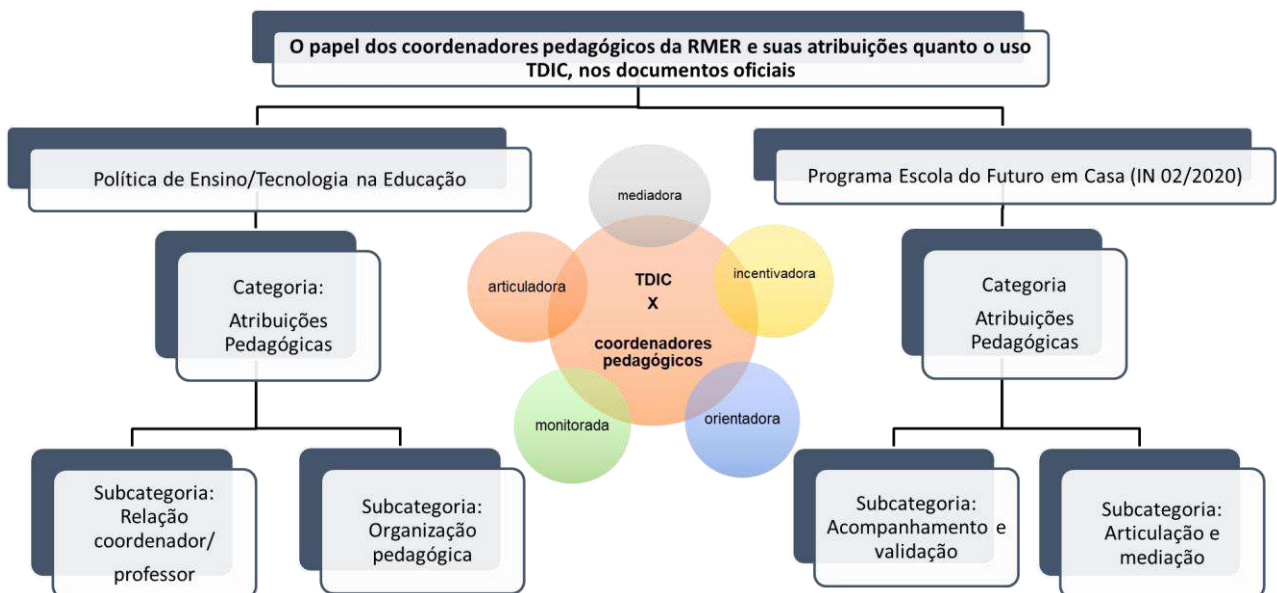 O papel dos coordenadores pedagógicos da RMER e suas atribuições quanto o uso
TDIC, nos documentos oficiais
Política de Ensino/Tecnologia na Educação
Programa Escola do Futuro em Casa (IN 02/2020)
mediadora
articuladora
incentivadora
TDIC
X
coordenadores
pedagógicos
monitorada
orientadora
Categoria:
Atribuições
Pedagógicas
Categoria
Atribuições
Pedagógicas
Subcategoria:
Relação
coordenador/
professor
Subcategoria:
Organização
pedagógica
Subcategoria:
Acompanhamento e
validação
Subcategoria:
Articulação e
mediação